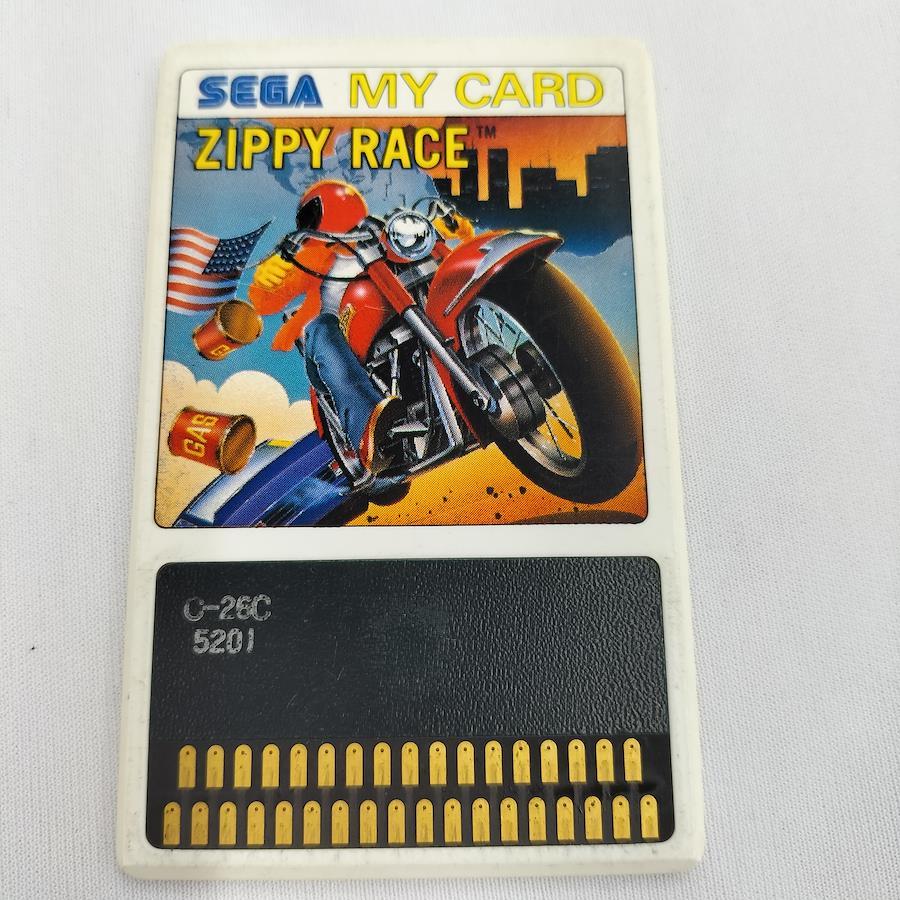 SEGA MY CARD
ZIPPY RACE™
GAS
C-26C
5201